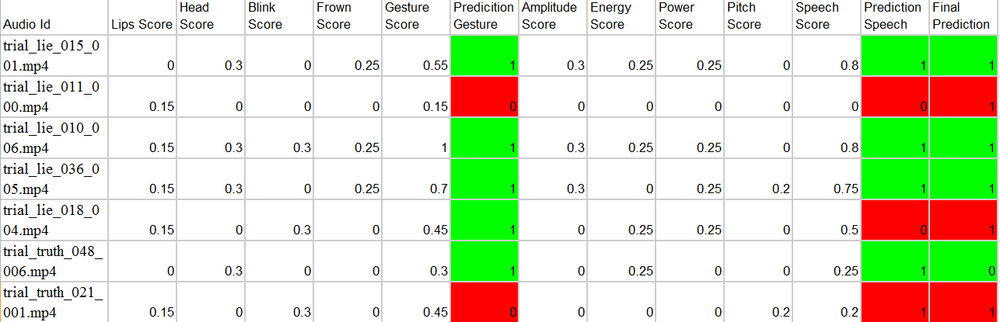 Audio Id Lips Score Head Score Blink Score Frown Score Gesture Score Predicition Gesture Amplitude Score Energy Score Power Score Pitch Score Speech Score Prediction Speech Final Prediction
trial_lie_015_001.mp4 0 0.3 0 0.25 0.55 1 0.3 0.25 0.25 0 0.8 1 1
trial_lie_011_000.mp4 0.15 0 0 0 0.15 0 0 0 0 0 0 0 1
trial_lie_010_006.mp4 0.15 0.3 0.3 0.25 1 1 0.3 0.25 0.25 0 0.8 1 1
trial_lie_036_005.mp4 0.15 0.3 0 0.25 0.7 1 0.3 0 0.25 0.2 0.75 1 1
trial_lie_018_004.mp4 0.15 0 0.3 0 0.45 1 0 0.25 0.25 0 0.5 0 1
trial_truth_048_006.mp4 0 0.3 0 0 0.3 1 0 0.25 0 0 0.25 1 0
trial_truth_021_001.mp4 0.15 0 0.3 0 0.45 0 0 0 0 0.2 0.2 1 1